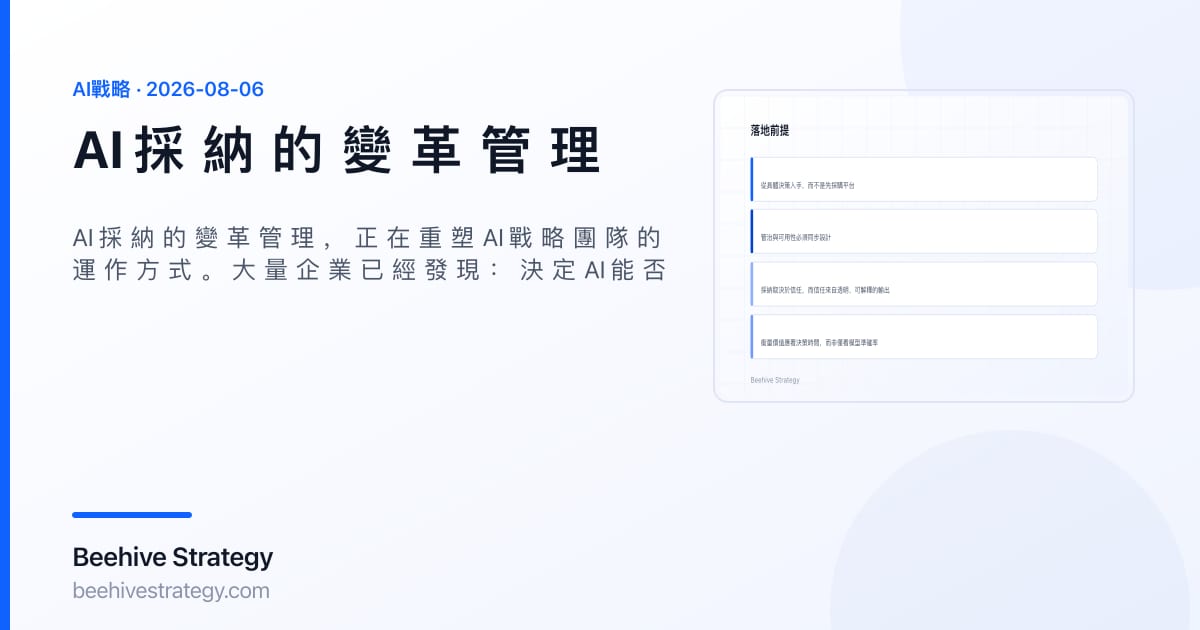 AI戰略 · 2026-08-06
AI採納的變革管理
AI採納的變革管理，正在重塑AI戰略團隊的
運作方式。大量企業已經發現：決定AI能否
落地前提
從具體決策入手，而不是先採購平台
管治與可用性必須同步設計
採納取決於信任，而信任來自透明、可解釋的輸出
衡量價值應看決策時間，而非僅看模型準確率
Beehive Strategy
Beehive Strategy
beehivestrategy.com